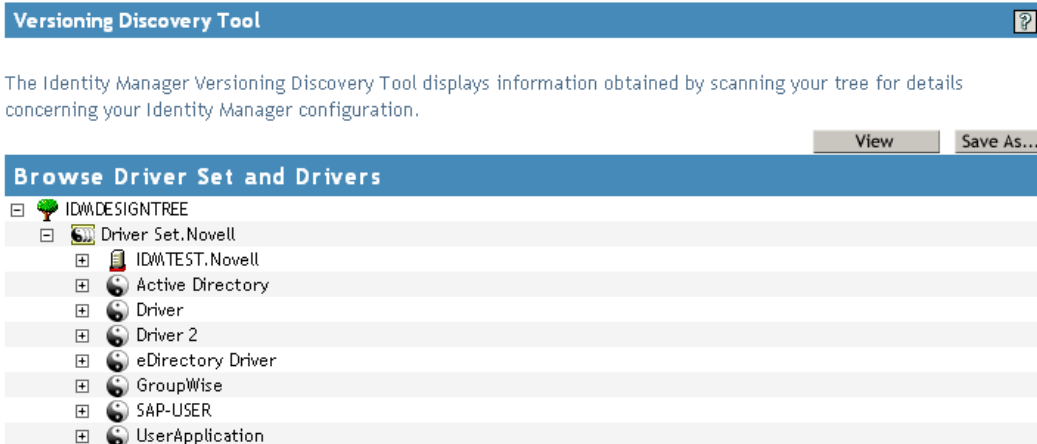 Versioning Discovery Tool
?
The Identity Manager Versioning Discovery Tool displays information obtained by scanning your tree for details
concerning your Identity Manager configuration.
View Save As...
Browse Driver Set and Drivers
IDMDESIGNTREE
Driver Set.Novell
IDMTEST.Novell
Active Directory
Driver
Driver 2
eDirectory Driver
GroupWise
SAP-USER
UserApplication